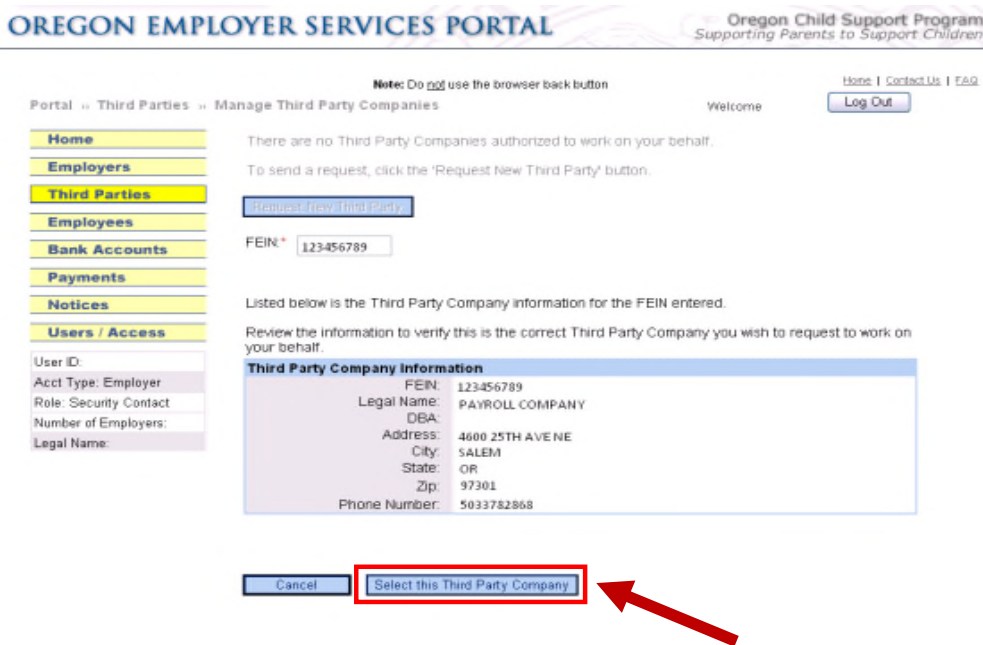 OREGON EMPLOYER SERVICES PORTAL
Oregon Child Support Program
Supporting Parents to Support Children
Note: Do not use the browser back button
Home | Contact Us | FAQ
Portal » Third Parties » Manage Third Party Companies
Welcome
Log Out
Home
Employers
Third Parties
Employees
Bank Accounts
Payments
Notices
Users / Access
User ID:
Acct Type: Employer
Role: Security Contact
Number of Employers:
Legal Name:
There are no Third Party Companies authorized to work on your behalf.
To send a request, click the 'Request New Third Party' button.
Request New Third Party
FEIN:* 123456789
Listed below is the Third Party Company information for the FEIN entered.
Review the information to verify this is the correct Third Party Company you wish to request to work on
your behalf.
Third Party Company Information
FEIN: 123456789
Legal Name: PAYROLL COMPANY
DBA:
Address: 4600 25TH AVE NE
City: SALEM
State: OR
Zip: 97301
Phone Number: 5033782868
Cancel
Select this Third Party Company